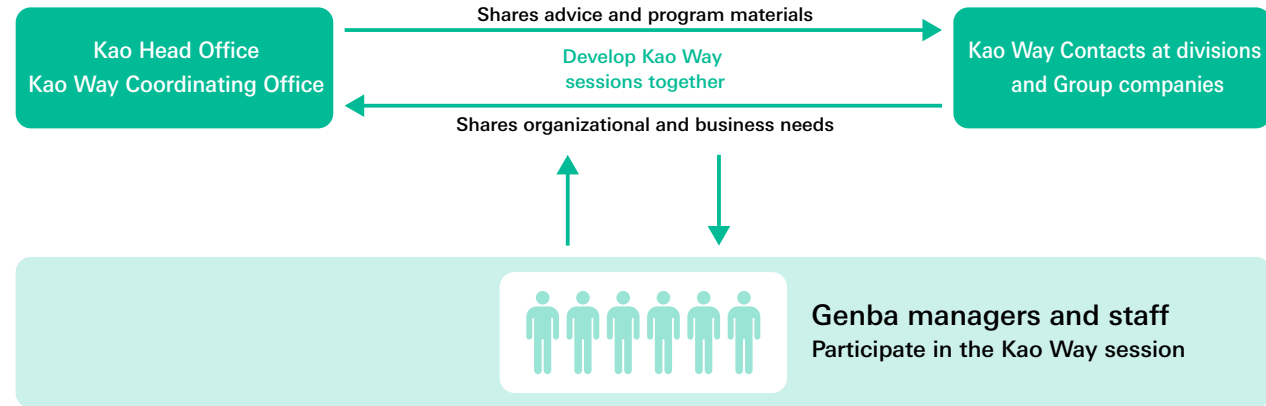 Shares advice and program materials
Kao Head Office
Kao Way Coordinating Office
Develop Kao Way
sessions together
Kao Way Contacts at divisions
and Group companies
Shares organizational and business needs
Genba managers and staff
Participate in the Kao Way session